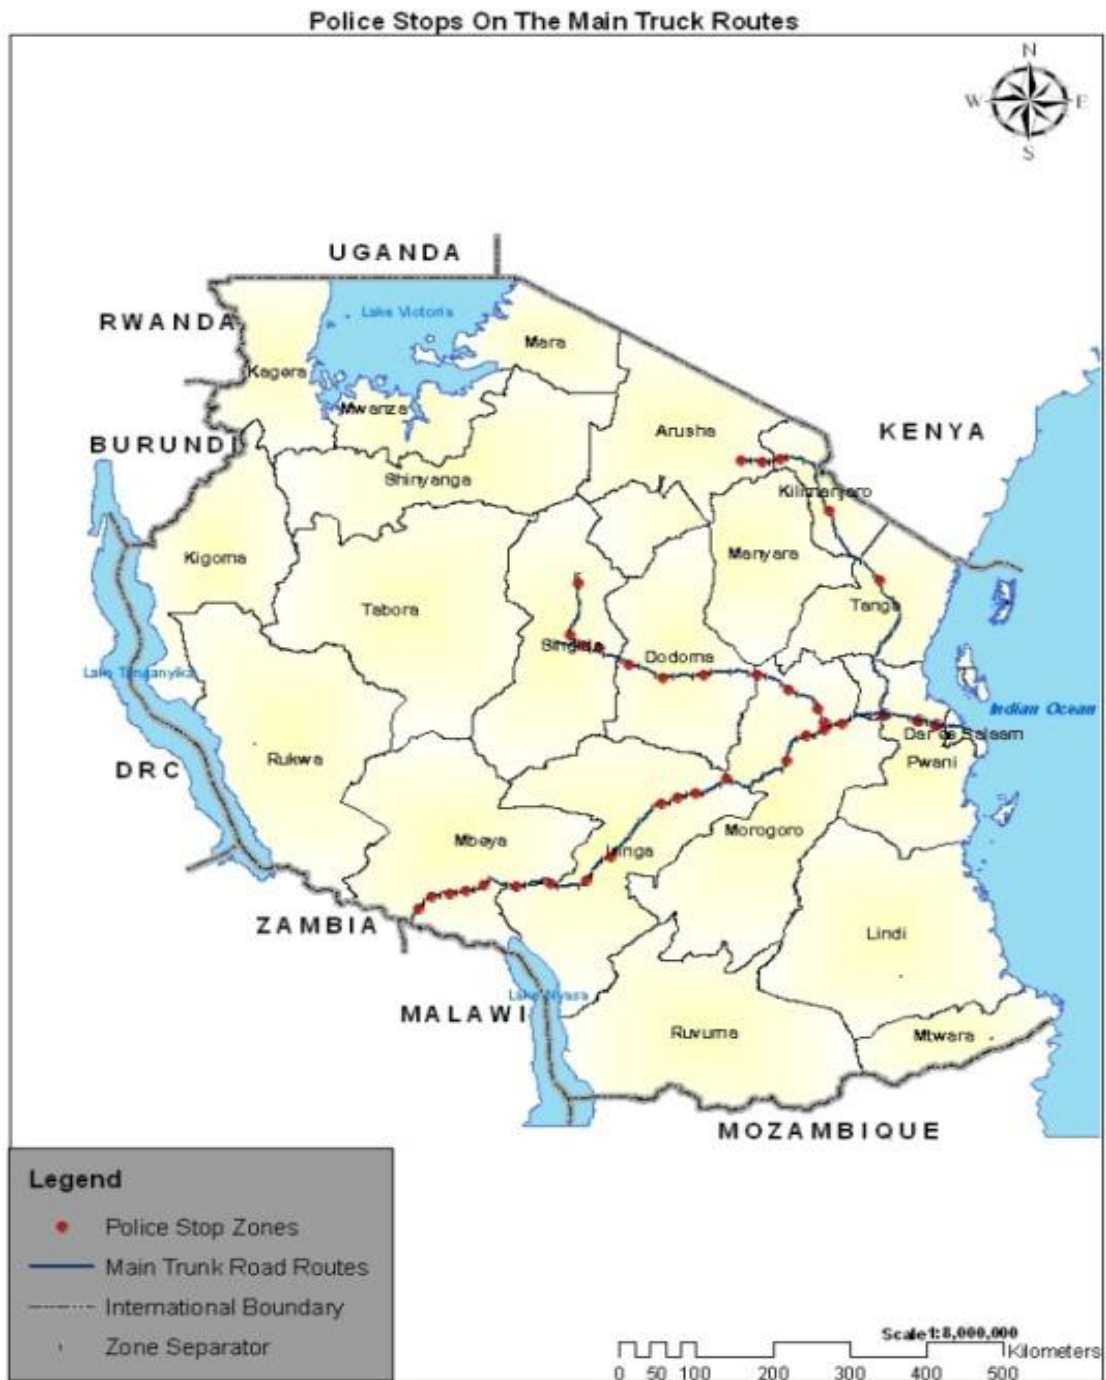 Police Stops On The Main Truck Routes
N
W
E
S
UGANDA
Lake Victoria
RWANDA
Mara
Kagera
Mwanza
Arusha
KENYA
BURUNDI
Shinyanga
Kilimanjaro
Kigoma
Manyara
Tabora
Tanga
Singida
Dodoma
Lake Tanganyika
Indian Ocean
Dar es Salaam
DRC
Rukwa
Pwani
Mbeya
Iringa
Morogoro
ZAMBIA
Lindi
Lake Nyasa
MALAWI
Ruvuma
Mtwara
MOZAMBIQUE
Legend
Police Stop Zones
Main Trunk Road Routes
International Boundary
Zone Separator
Scale1:8,000,000
Kilometers
0 50 100 200 300 400 500